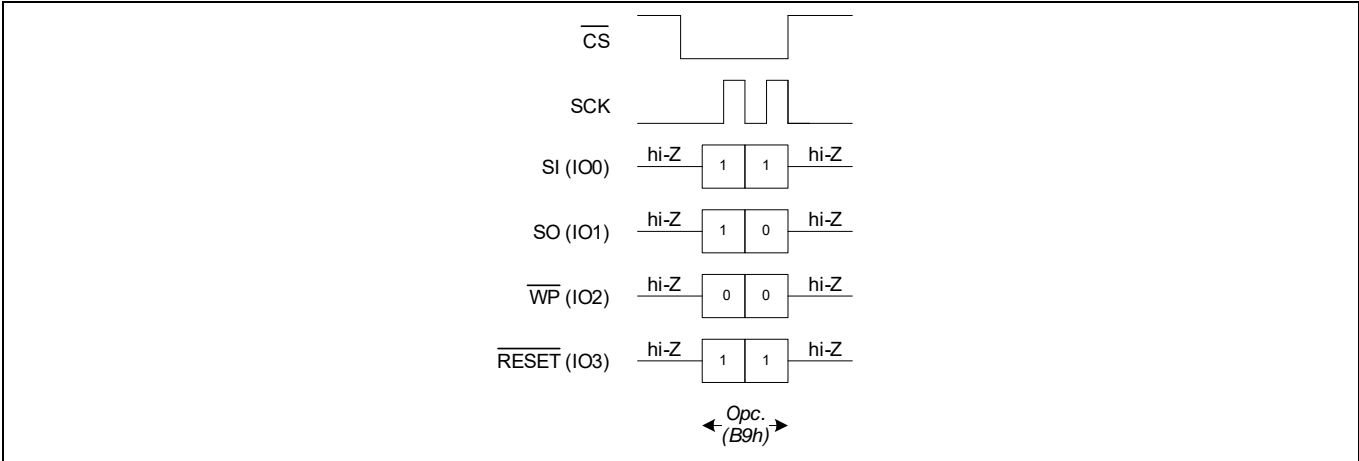 CS
SCK
SI (IO0) hi-Z 1 1 hi-Z
SO (IO1) hi-Z 1 0 hi-Z
WP (IO2) hi-Z 0 0 hi-Z
RESET (IO3) hi-Z 1 1 hi-Z
Opc.
(B9h)